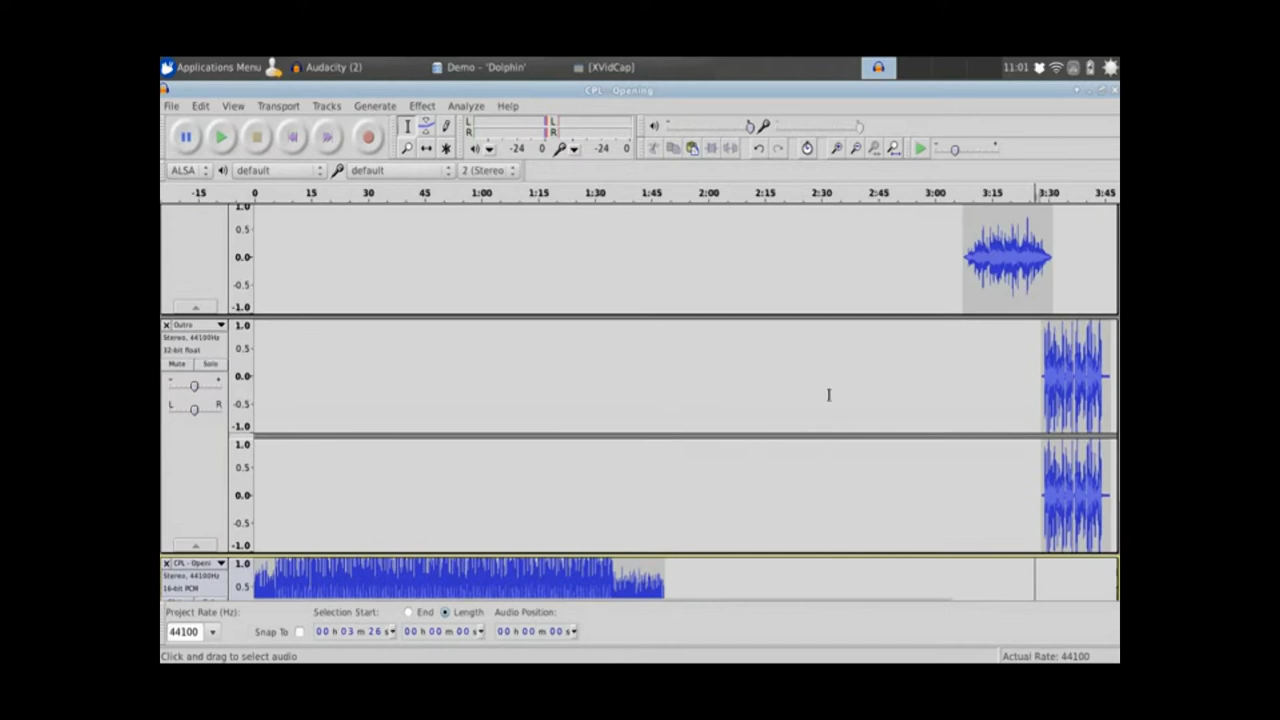 Applications Menu Audacity (2) Demo - 'Dolphin' [XVidCap] 11:01
CPL - Opening
File Edit View Transport Tracks Generate Effect Analyze Help
L L
R R
-24 0 -24 0
ALSA default default 2 (Stereo
-15 0 15 30 45 1:00 1:15 1:30 1:45 2:00 2:15 2:30 2:45 3:00 3:15 3:30 3:45
1.0
0.5
0.0
-0.5
-1.0
Outro
Stereo, 44100Hz
32-bit float
Mute Solo
- +
L R
1.0
0.5
0.0
-0.5
-1.0
1.0
0.5
0.0
-0.5
-1.0
CPL - Openi
Stereo, 44100Hz
16-bit PCM
1.0
0.5
Project Rate (Hz): Selection Start: End Length Audio Position:
44100 Snap To 00 h 03 m 26 s 00 h 00 m 00 s 00 h 00 m 00 s
Click and drag to select audio Actual Rate: 44100